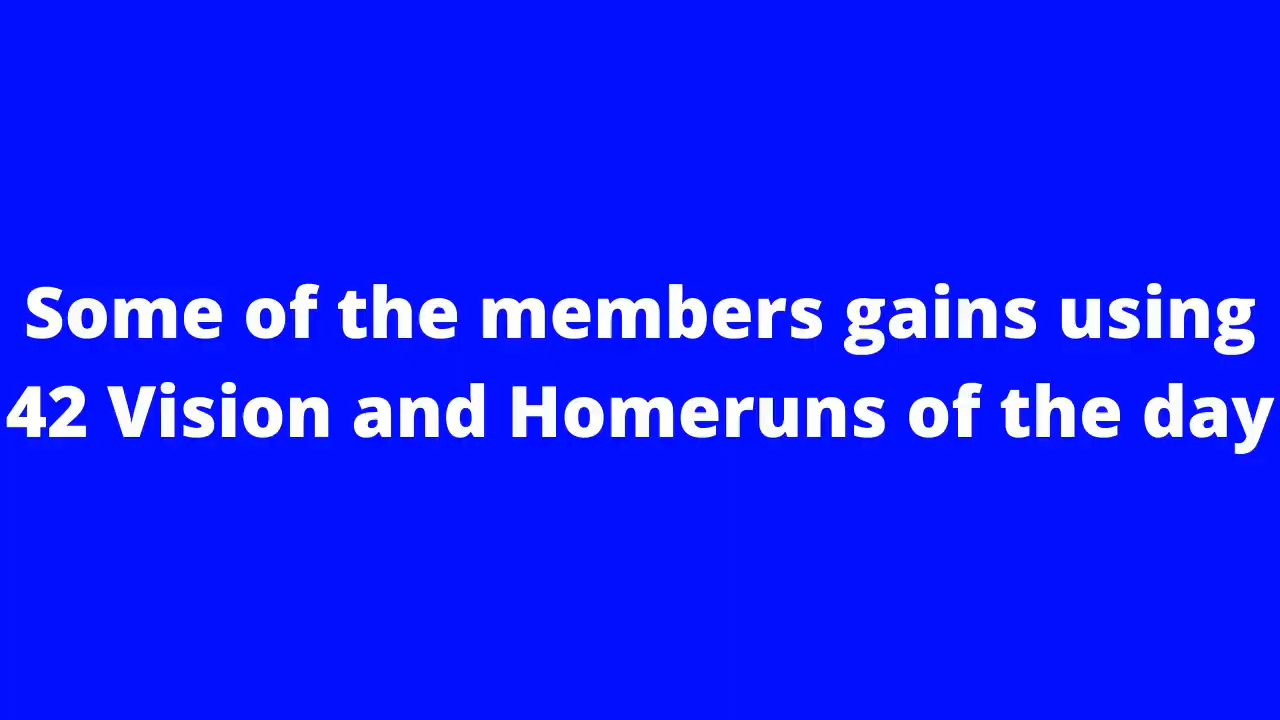 Some of the members gains using
42 Vision and Homeruns of the day